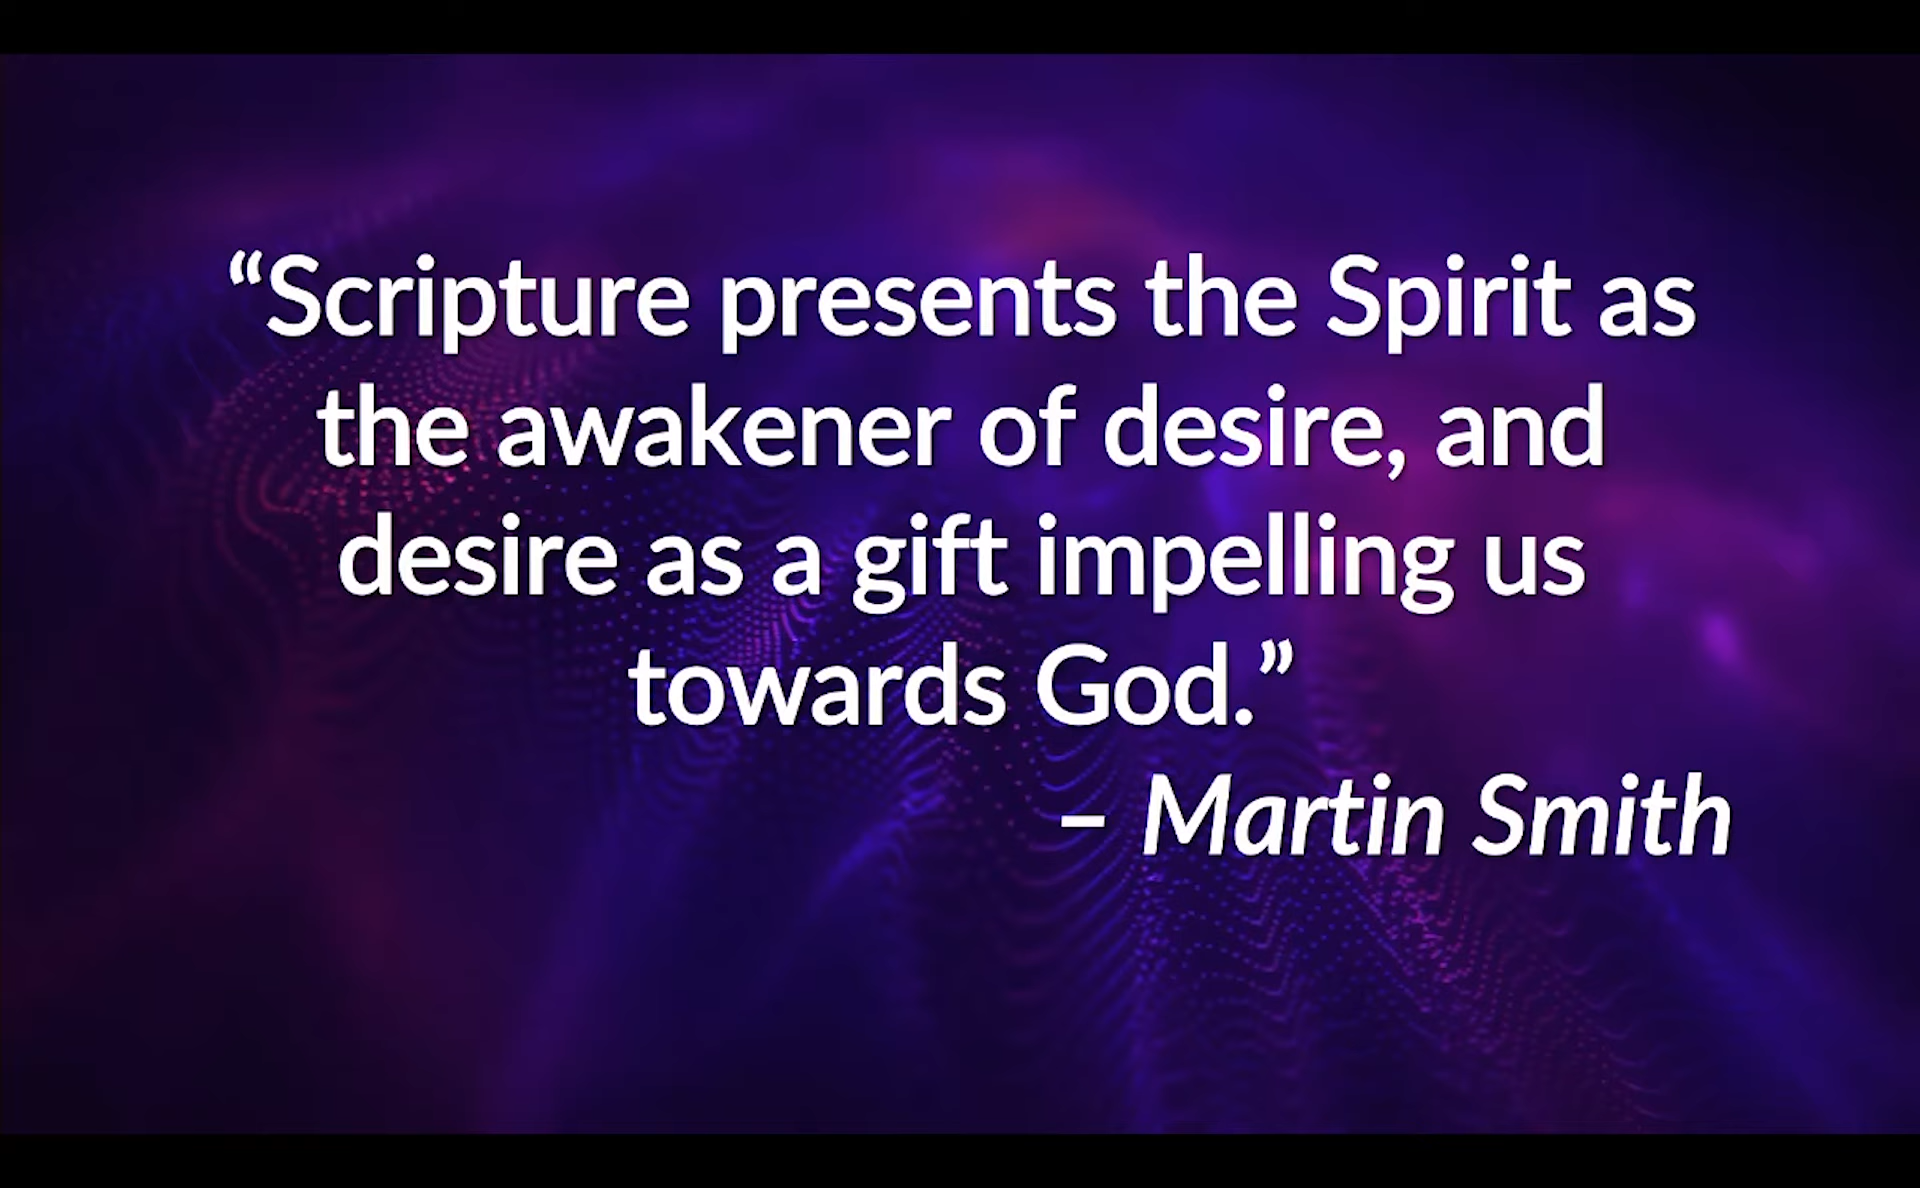 “Scripture presents the Spirit as
the awakener of desire, and
desire as a gift impelling us
towards God.”
– Martin Smith